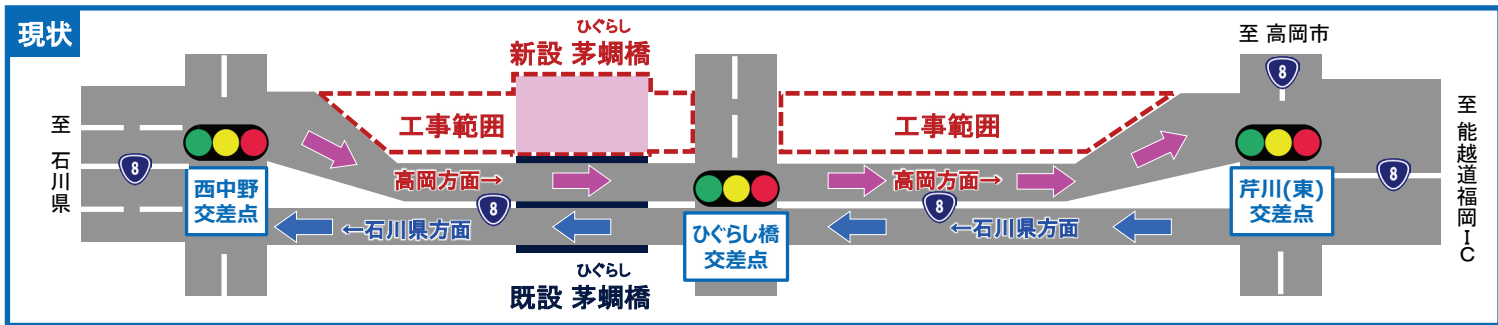 現状
ひぐらし
新設 茅蜩橋
至 高岡市
8
工事範囲
工事範囲
至 石川県
8
西中野
交差点
高岡方面→
8
←石川県方面
ひぐらし橋
交差点
高岡方面→
8
←石川県方面
芹川(東)
交差点
8
至 能越道福岡IC
ひぐらし
既設 茅蜩橋